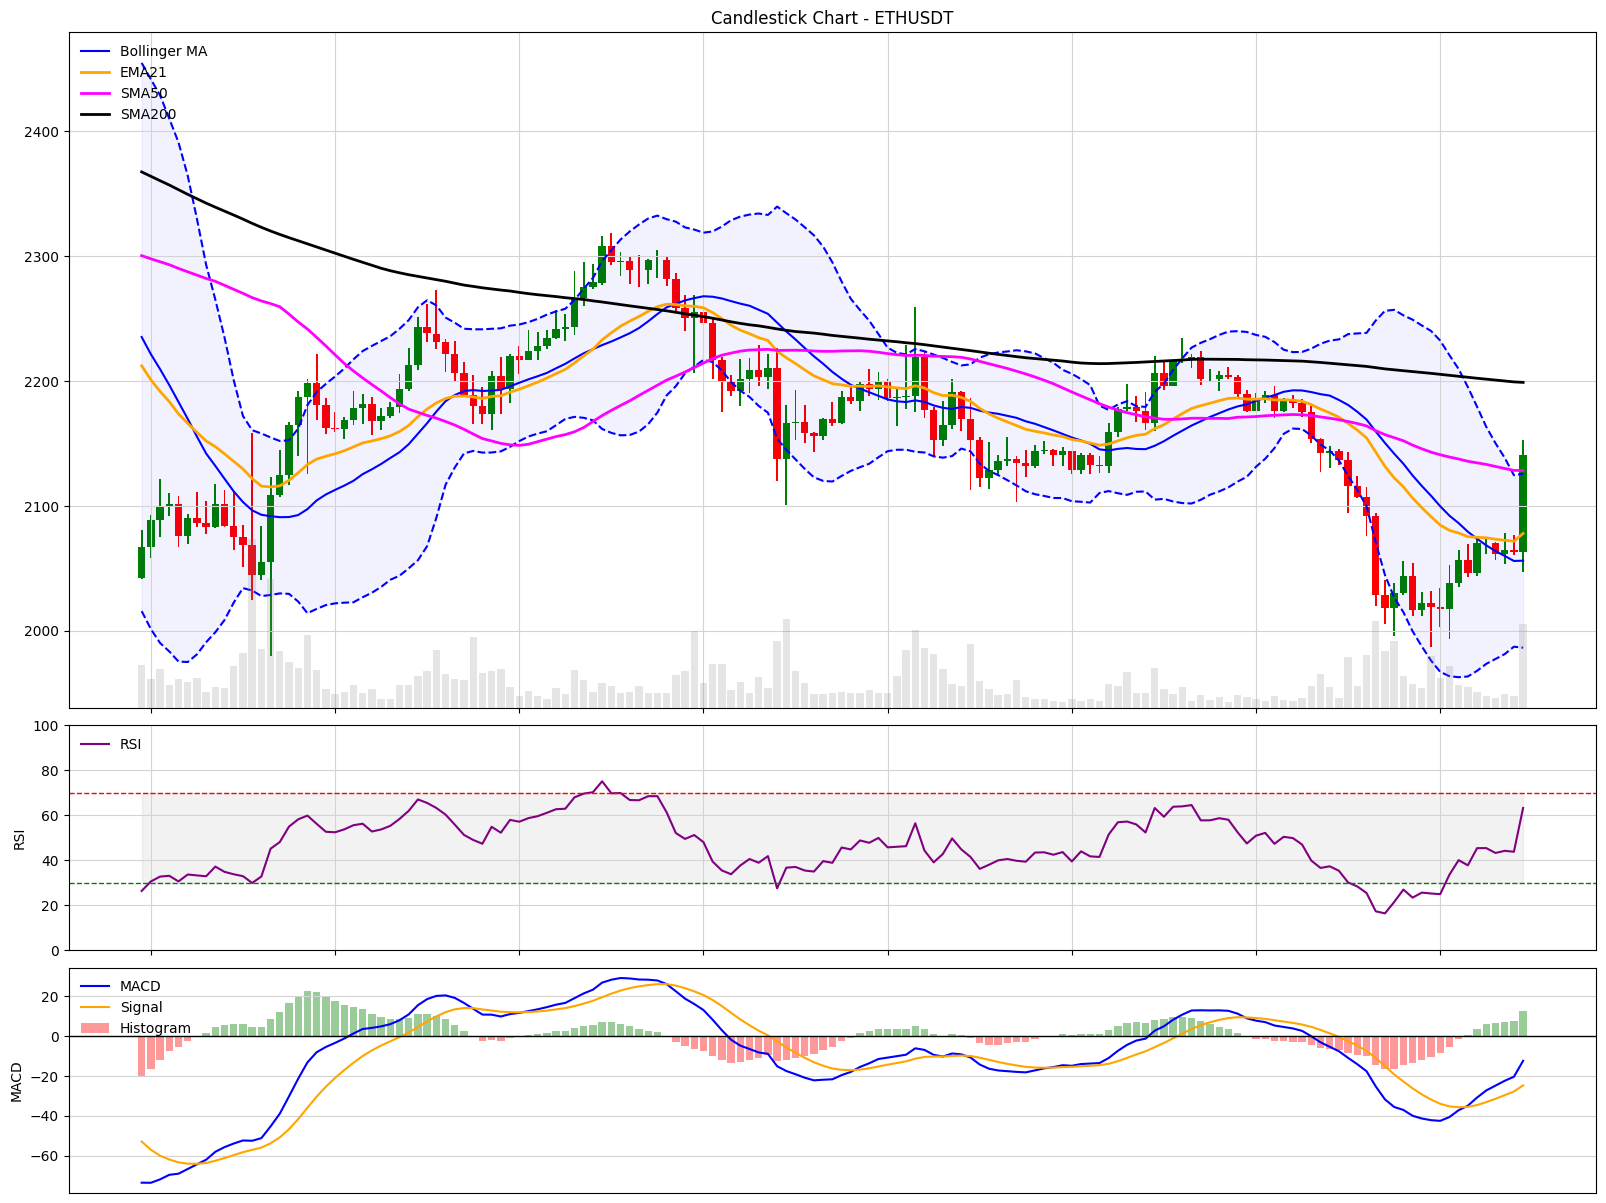 Candlestick Chart - ETHUSDT
Bollinger MA
EMA21
SMA50
SMA200
2400
2300
2200
2100
2000
RSI
100
80
60
40
20
0
RSI
MACD
Signal
Histogram
20
0
−20
−40
−60
MACD